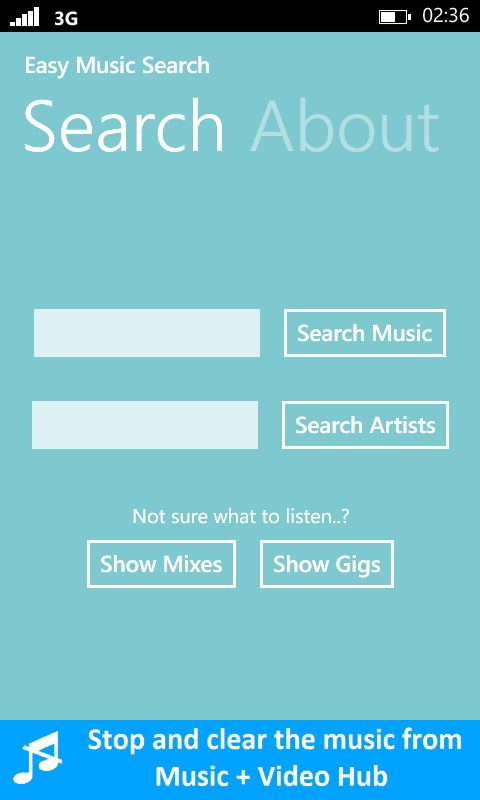 3G 02:36
Easy Music Search
Search About
Search Music
Search Artists
Not sure what to listen..?
Show Mixes Show Gigs
Stop and clear the music from
Music + Video Hub